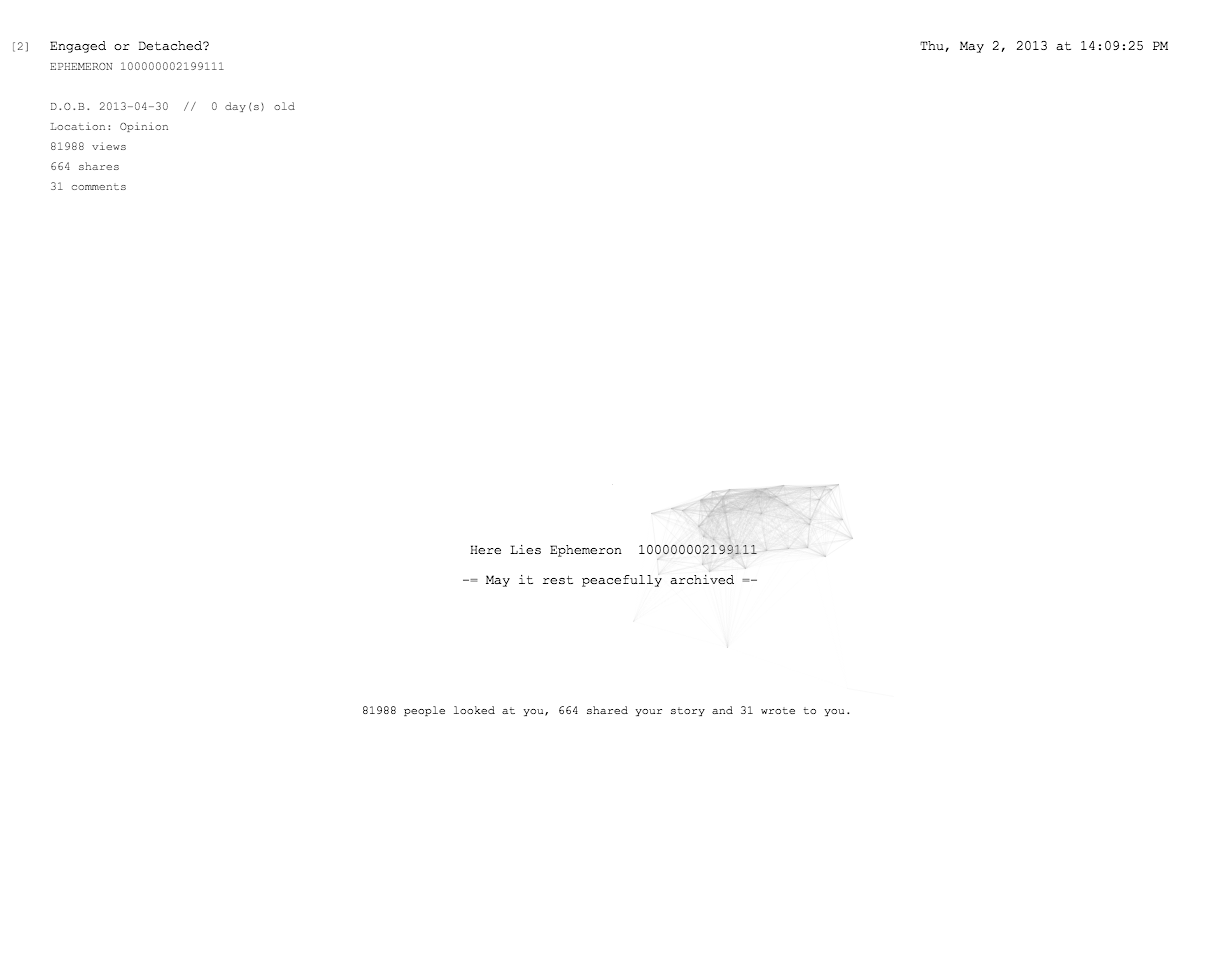 [2] Engaged or Detached?
Thu, May 2, 2013 at 14:09:25 PM
EPHEMERON 100000002199111
D.O.B. 2013-04-30 // 0 day(s) old
Location: Opinion
81988 views
664 shares
31 comments
Here Lies Ephemeron 100000002199111
-= May it rest peacefully archived =-
81988 people looked at you, 664 shared your story and 31 wrote to you.